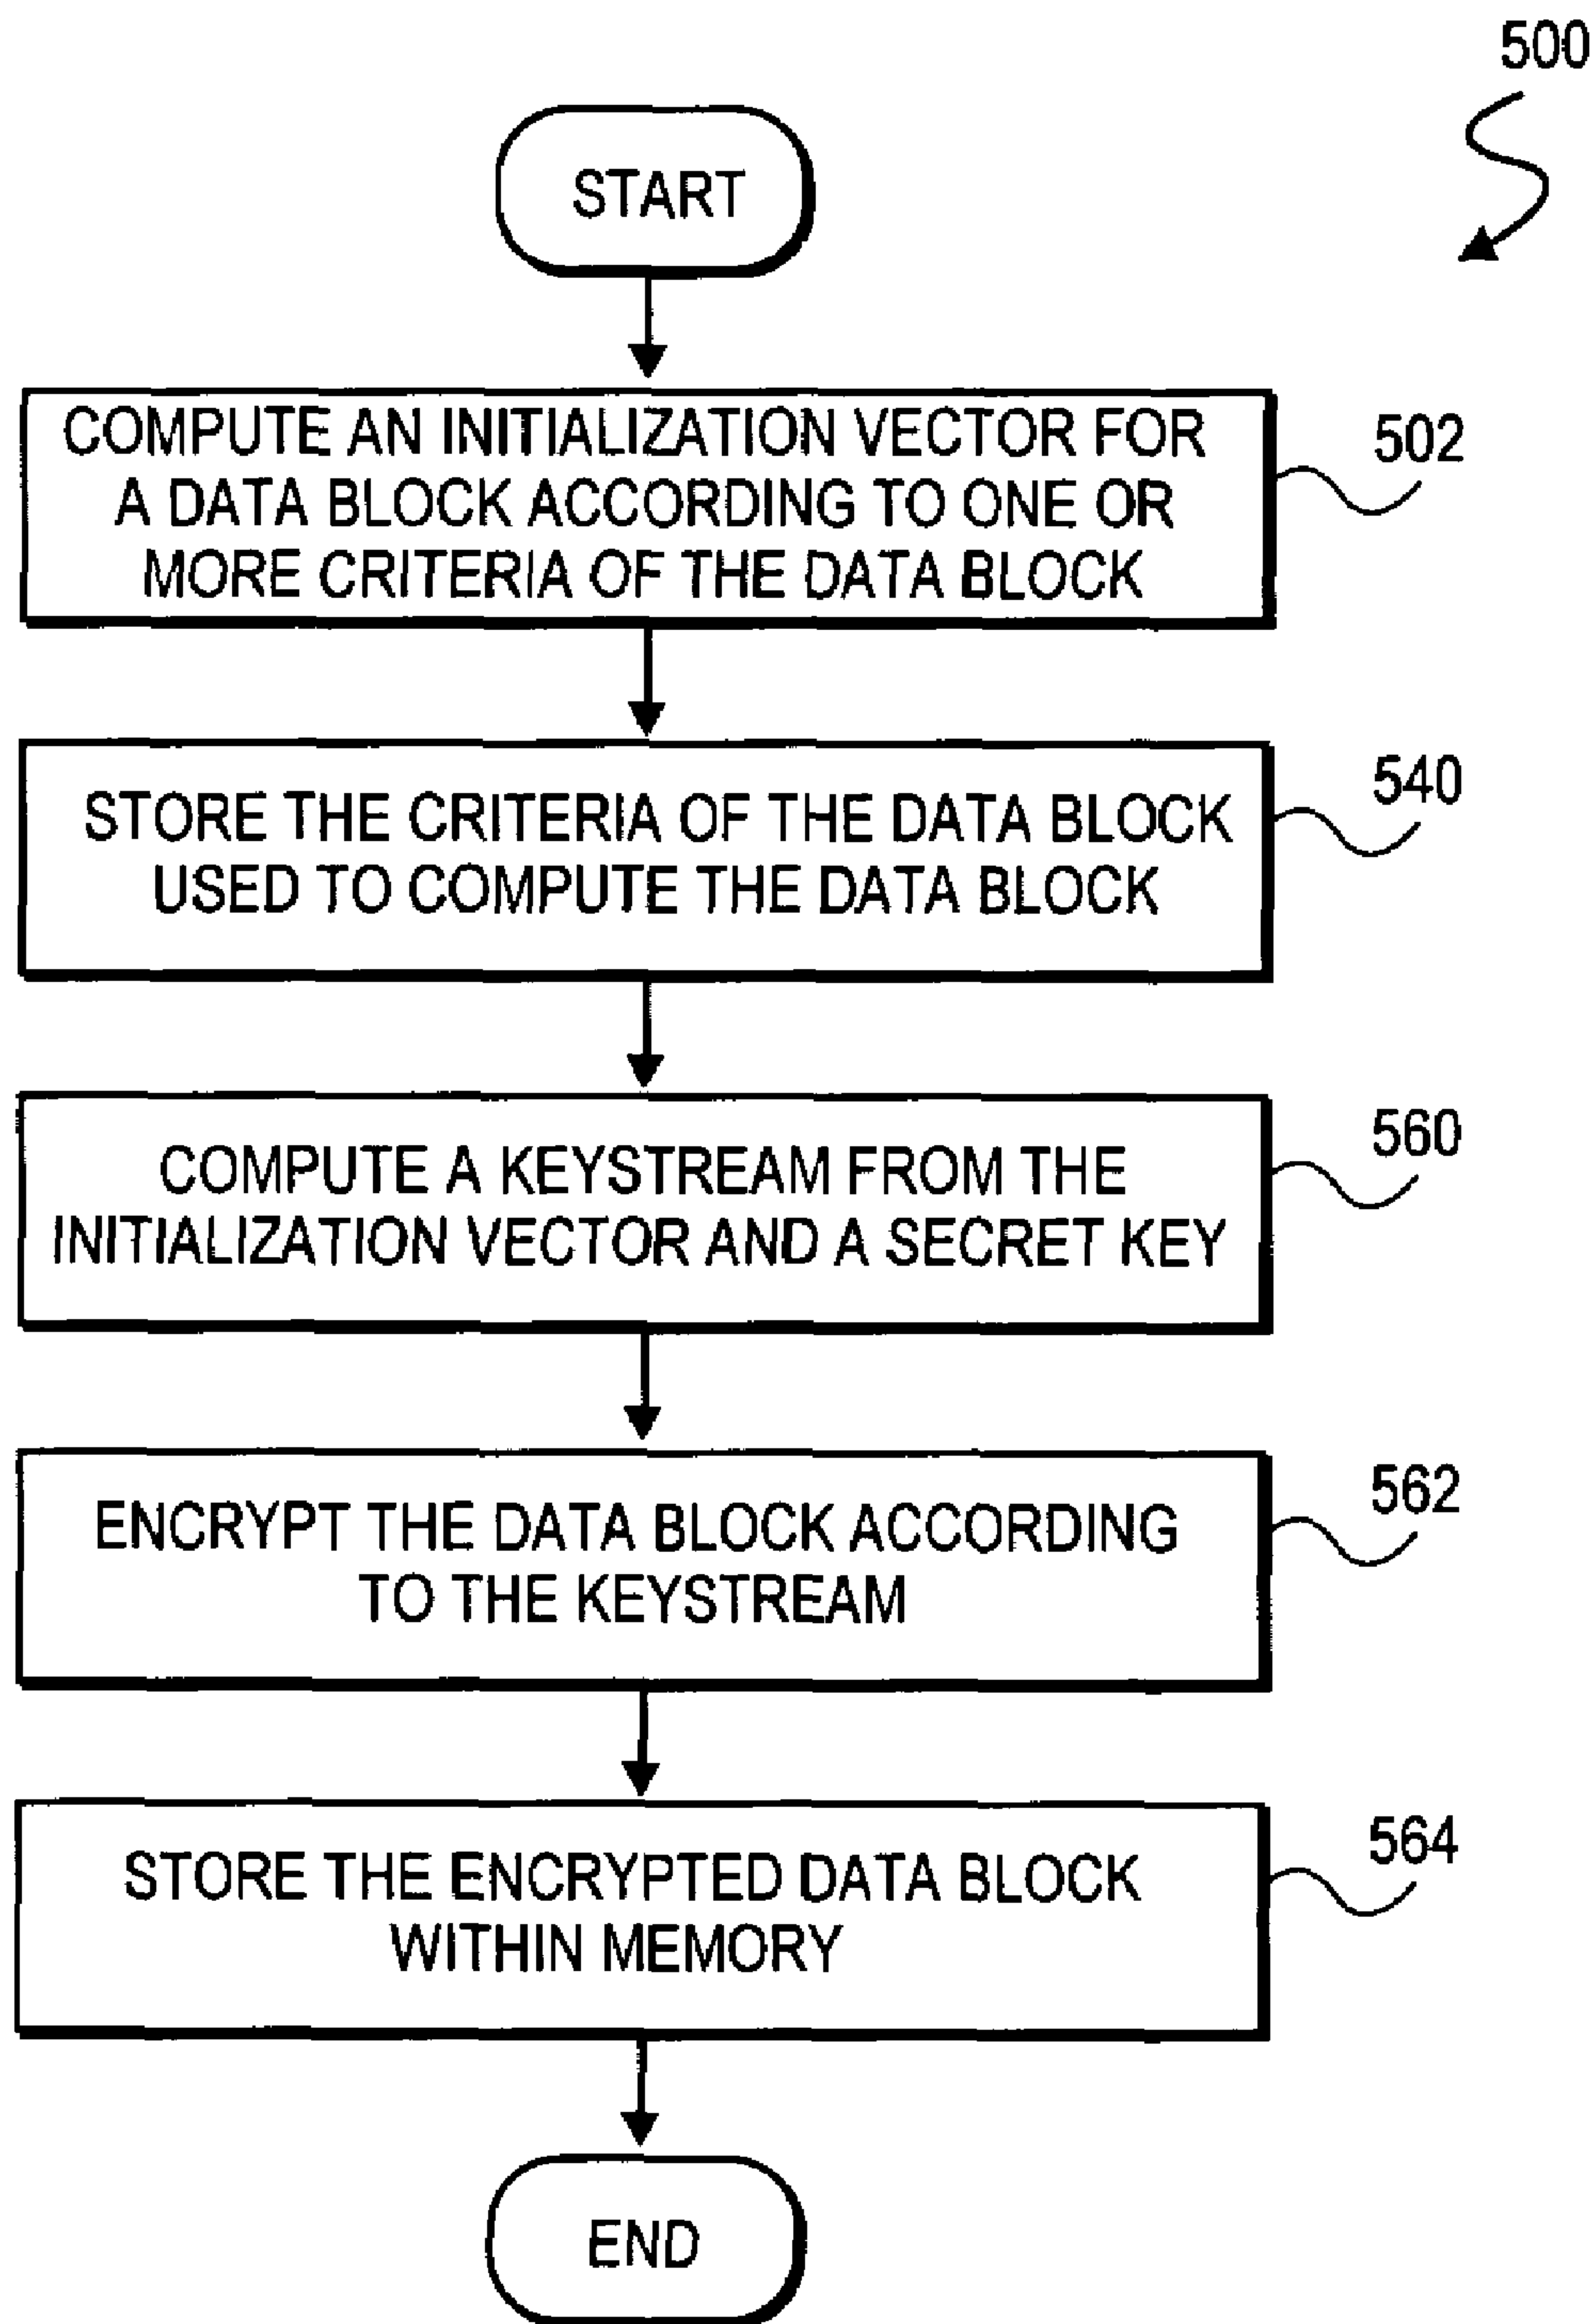 500
START
COMPUTE AN INITIALIZATION VECTOR FOR
A DATA BLOCK ACCORDING TO ONE OR
MORE CRITERIA OF THE DATA BLOCK
502
STORE THE CRITERIA OF THE DATA BLOCK
USED TO COMPUTE THE DATA BLOCK
540
COMPUTE A KEYSTREAM FROM THE
INITIALIZATION VECTOR AND A SECRET KEY
560
ENCRYPT THE DATA BLOCK ACCORDING
TO THE KEYSTREAM
562
STORE THE ENCRYPTED DATA BLOCK
WITHIN MEMORY
564
END